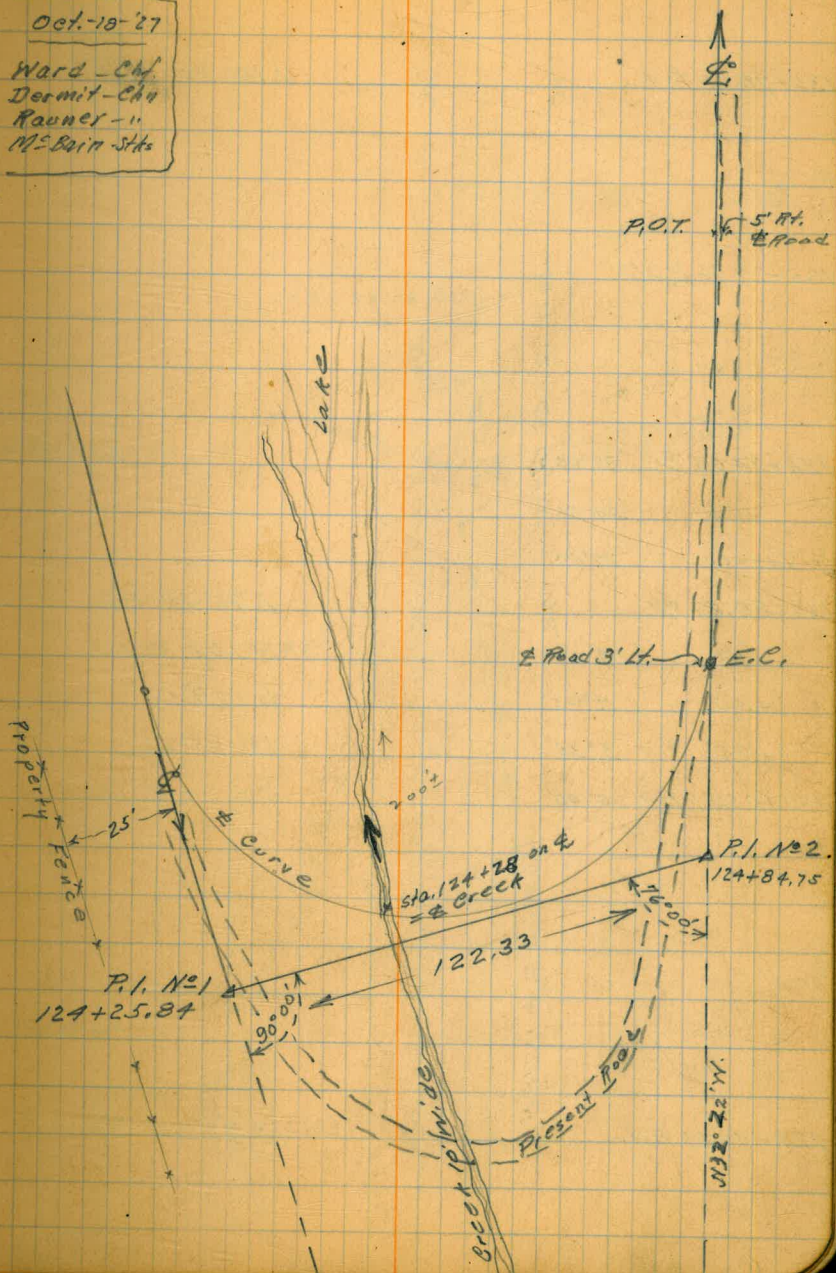 Oct.-18-'27
Ward - Chf.
Dermit - Chn
Rauner - "
McBain - Stks
℄
P.O.T.
5' Rt.
℄ Road
Lake
℄ Road 3' Lt.
E.C.
Property Fence
25'
℄ Curve
200±
sta. 124+28 on ℄
= ℄ Creek
P.I. No 2.
124+84.75
76°00'
122.33
P.I. No 1
124+25.84
90°00'
Creek 10' Wide
Present Road
N32°22'W.